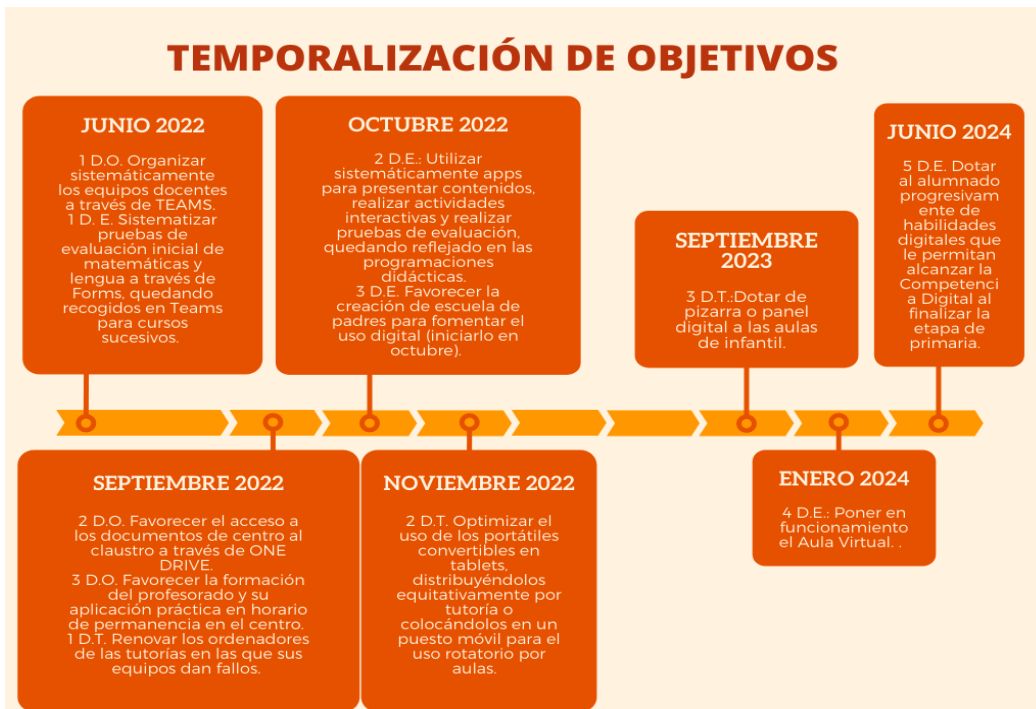 TEMPORALIZACIÓN DE OBJETIVOS
JUNIO 2022
1 D.O. Organizar
sistemáticamente
los equipos docentes
a través de TEAMS.
1 D. E. Sistematizar
pruebas de
evaluación inicial de
matemáticas y
lengua a través de
Forms, quedando
recogidos en Teams
para cursos
sucesivos.
OCTUBRE 2022
2 D.E.: Utilizar
sistemáticamente apps
para presentar contenidos,
realizar actividades
interactivas y realizar
pruebas de evaluación,
quedando reflejado en las
programaciones
didácticas.
3 D.E. Favorecer la
creación de escuela de
padres para fomentar el
uso digital (iniciarlo en
octubre).
SEPTIEMBRE
2023
3 D.T.:Dotar de
pizarra o panel
digital a las aulas
de infantil.
JUNIO 2024
5 D.E. Dotar
al alumnado
progresivam
ente de
habilidades
digitales que
le permitan
alcanzar la
Competenci
a Digital al
finalizar la
etapa de
primaria.
SEPTIEMBRE 2022
2 D.O. Favorecer el acceso a
los documentos de centro al
claustro a través de ONE
DRIVE.
3 D.O. Favorecer la formación
del profesorado y su
aplicación práctica en horario
de permanencia en el centro.
1 D.T. Renovar los ordenadores
de las tutorías en las que sus
equipos dan fallos.
NOVIEMBRE 2022
2 D.T. Optimizar el
uso de los portátiles
convertibles en
tablets,
distribuyéndolos
equitativamente por
tutoría o
colocándolos en un
puesto móvil para el
uso rotatorio por
aulas.
ENERO 2024
4 D.E.: Poner en
funcionamiento
el Aula Virtual. .